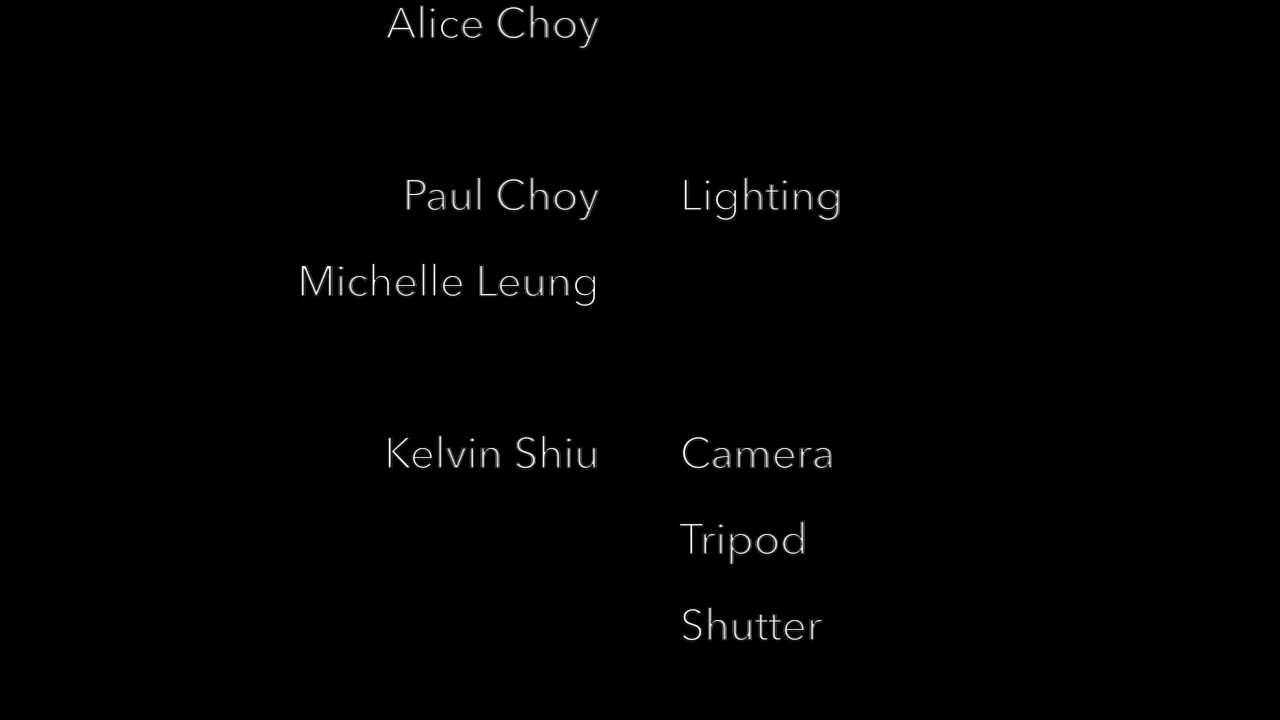 Alice Choy
Paul Choy Lighting
Michelle Leung
Kelvin Shiu Camera
Tripod
Shutter